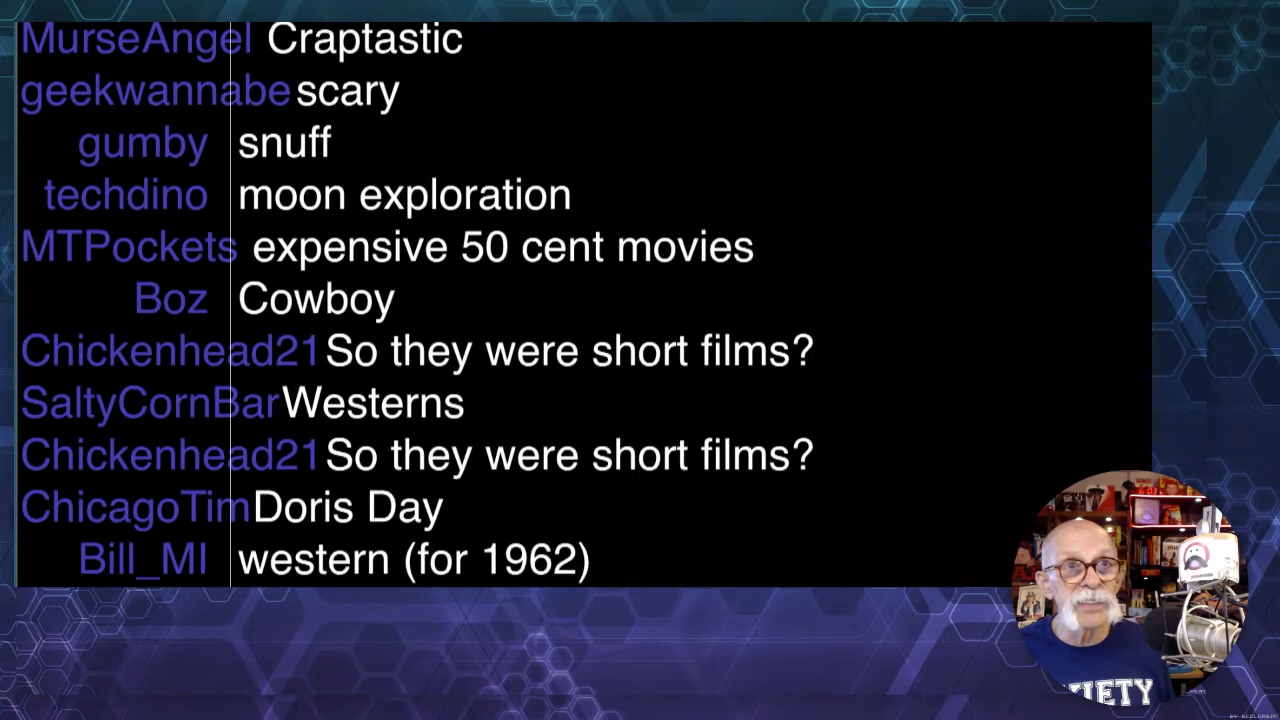 MurseAngel Craptastic
geekwannabe scary
gumby snuff
techdino moon exploration
MTPockets expensive 50 cent movies
Boz Cowboy
Chickenhead21 So they were short films?
SaltyCornBar Westerns
Chickenhead21 So they were short films?
ChicagoTim Doris Day
Bill_MI western (for 1962)
XIETY